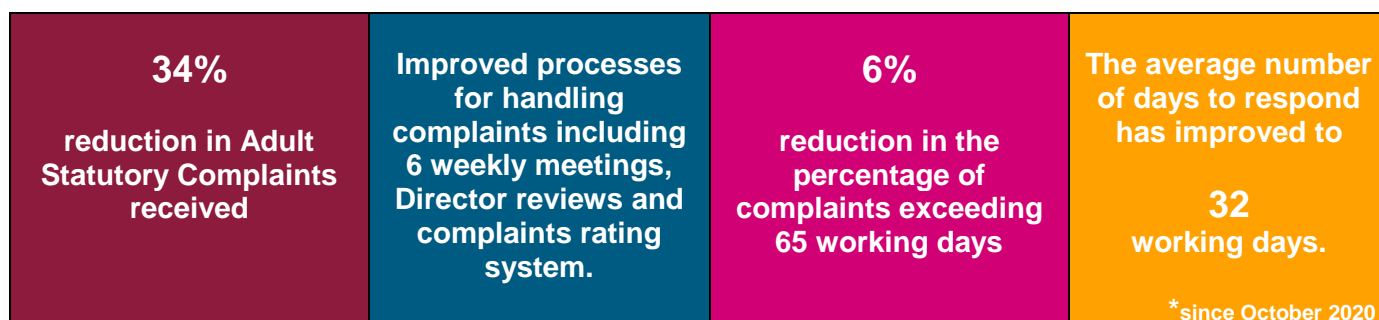 34%
reduction in Adult
Statutory Complaints
received
Improved processes
for handling
complaints including
6 weekly meetings,
Director reviews and
complaints rating
system.
6%
reduction in the
percentage of
complaints exceeding
65 working days
The average number
of days to respond
has improved to
32
working days.
*since October 2020